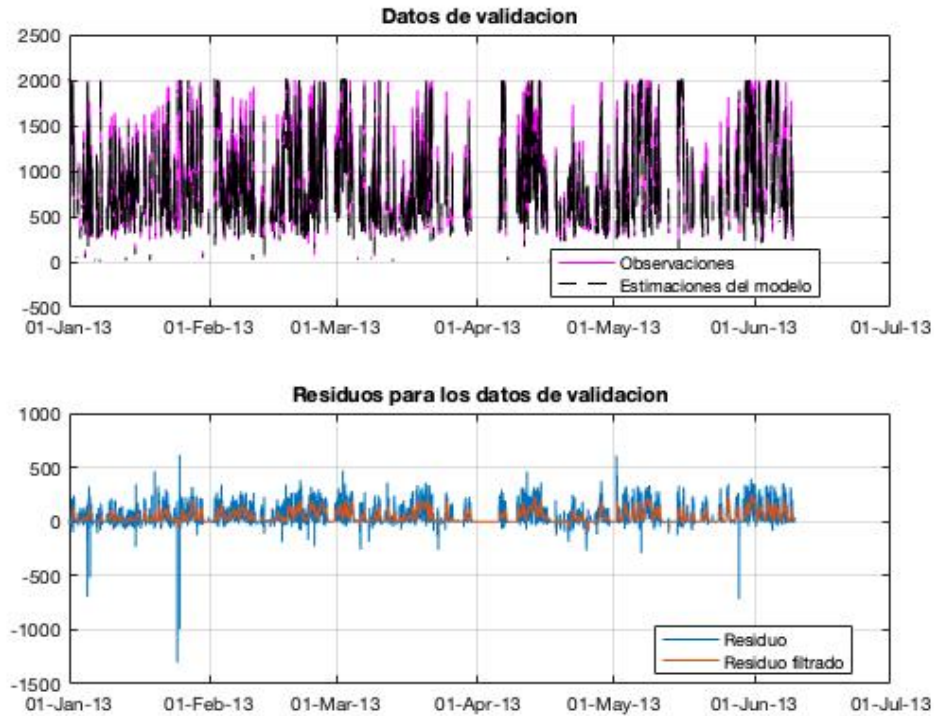 Datos de validacion
2500
2000
1500
1000
500
0
-500
01-Jan-13 01-Feb-13 01-Mar-13 01-Apr-13 01-May-13 01-Jun-13 01-Jul-13
Observaciones
Estimaciones del modelo
Residuos para los datos de validacion
1000
500
0
-500
-1000
-1500
01-Jan-13 01-Feb-13 01-Mar-13 01-Apr-13 01-May-13 01-Jun-13 01-Jul-13
Residuo
Residuo filtrado